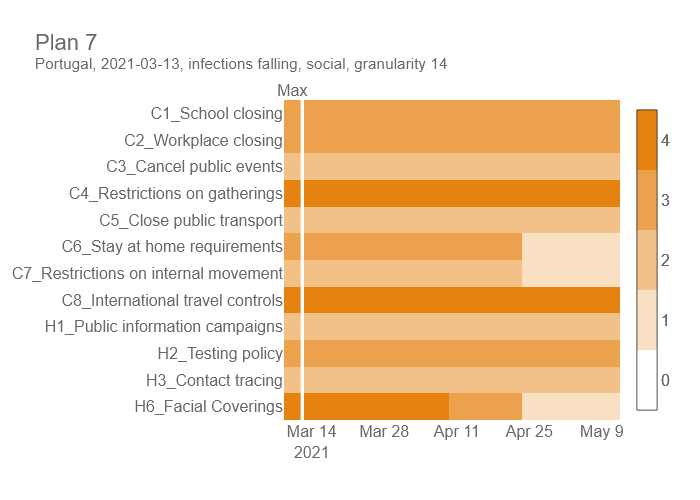 Plan 7
Portugal, 2021-03-13, infections falling, social, granularity 14
Max
C1_School closing
C2_Workplace closing
C3_Cancel public events
C4_Restrictions on gatherings
C5_Close public transport
C6_Stay at home requirements
C7_Restrictions on internal movement
C8_International travel controls
H1_Public information campaigns
H2_Testing policy
H3_Contact tracing
H6_Facial Coverings
Mar 14 Mar 28 Apr 11 Apr 25 May 9
2021
4
3
2
1
0